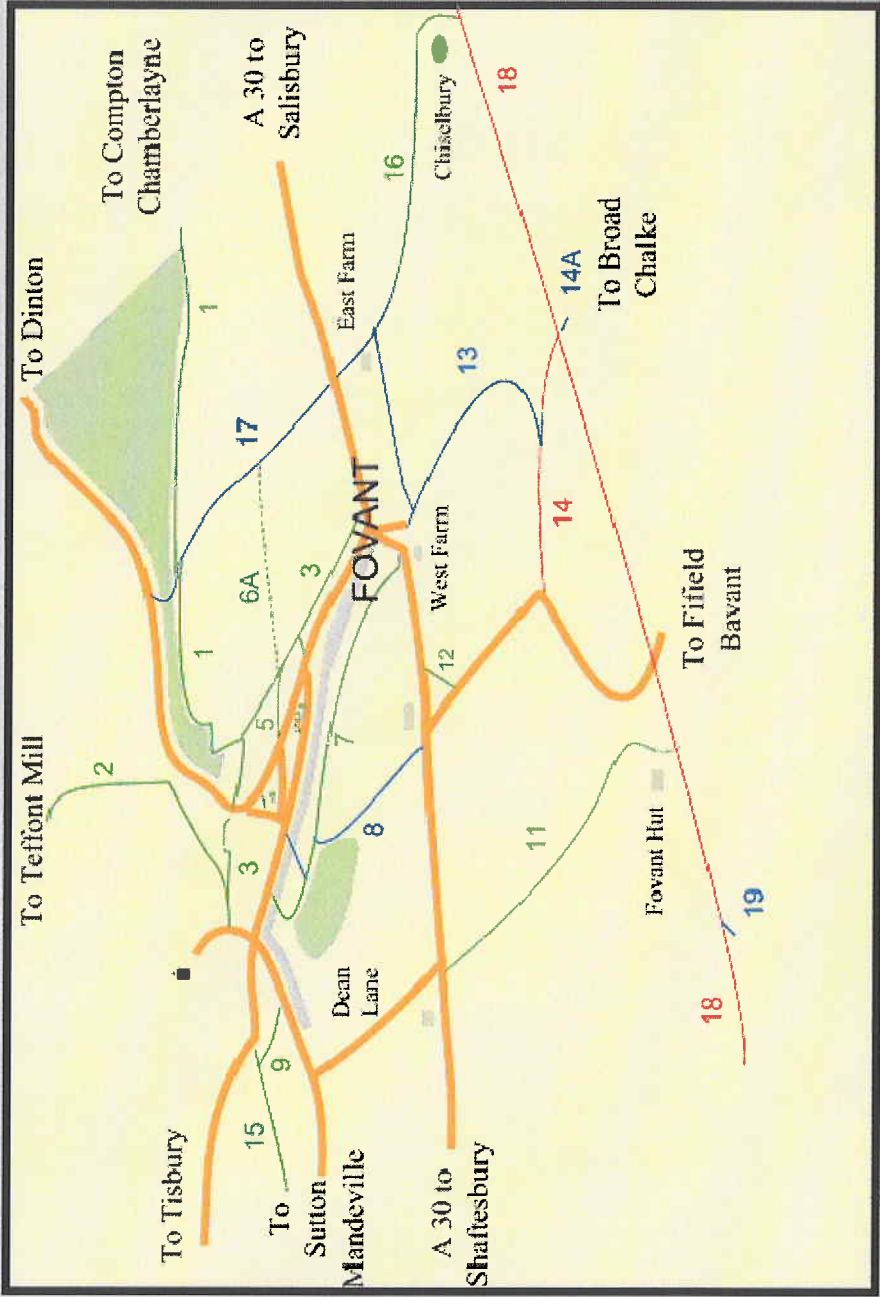 To Dinton
To Compton
Chamberlayne
To Teffont Mill
A 30 to
Salisbury
2
1
1
17
6A
3
5
3
East Farm
16
Chiselbury
18
FOVANT
7
8
West Farm
12
13
14A
To Broad
Chalke
14
To Fifield
Bavant
11
Fovant Hut
19
18
Dean
Lane
9
15
To Tisbury
To
Sutton
Mandeville
A 30 to
Shaftesbury